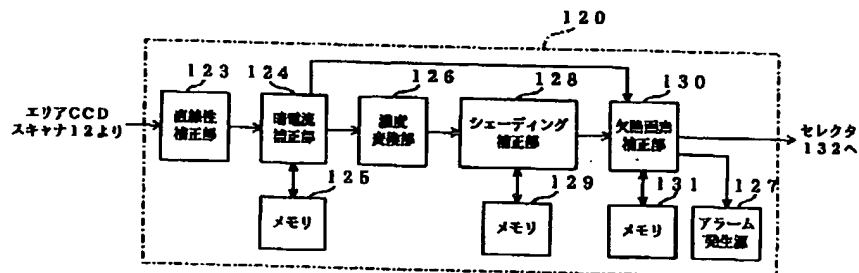 120
123
124
126
128
130
エリアCCD
スキャナ12より
直線性
補正部
暗電流
補正部
濃度
変換部
シェーディング
補正部
欠陥画素
補正部
セレクタ
132へ
125
129
131
127
メモリ
メモリ
メモリ
アラーム
発生源